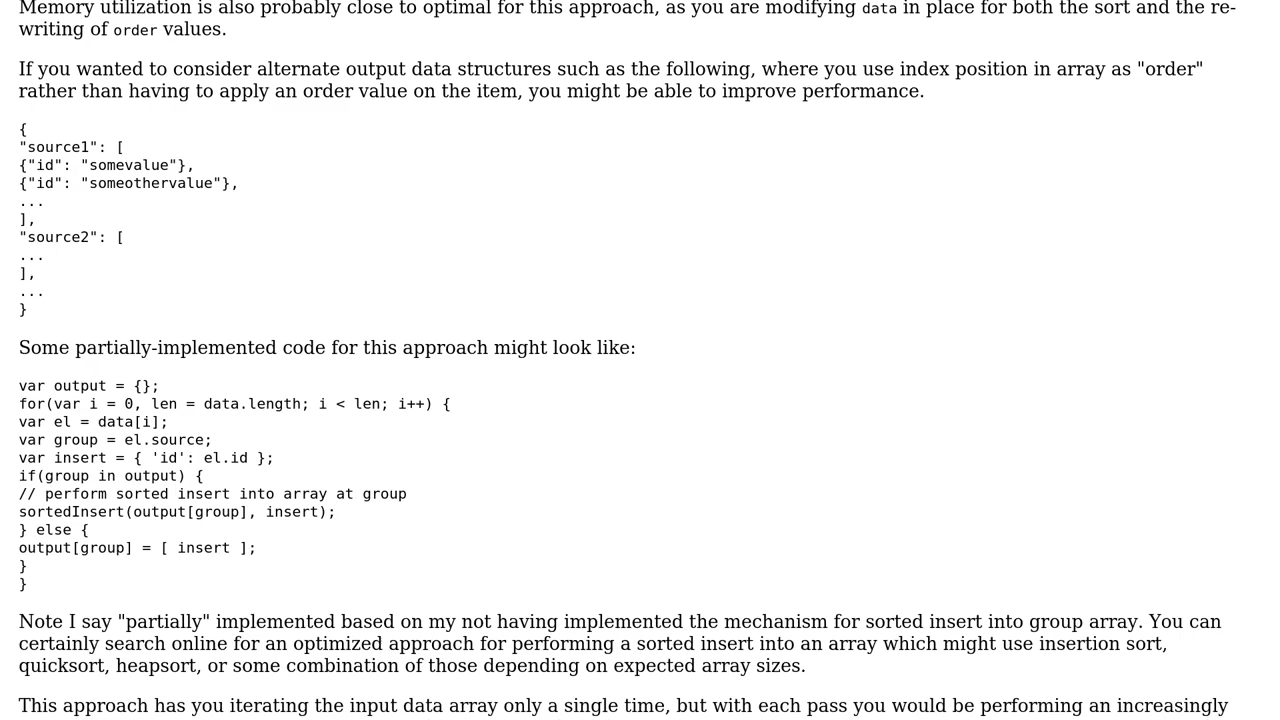 Memory utilization is also probably close to optimal for this approach, as you are modifying data in place for both the sort and the re-
writing of order values.
If you wanted to consider alternate output data structures such as the following, where you use index position in array as "order"
rather than having to apply an order value on the item, you might be able to improve performance.
{
"source1": [
{"id": "somevalue"},
{"id": "someothervalue"},
...
],
"source2": [
...
],
...
}
Some partially-implemented code for this approach might look like:
var output = {};
for(var i = 0, len = data.length; i < len; i++) {
var el = data[i];
var group = el.source;
var insert = { 'id': el.id };
if(group in output) {
// perform sorted insert into array at group
sortedInsert(output[group], insert);
} else {
output[group] = [ insert ];
}
}
Note I say "partially" implemented based on my not having implemented the mechanism for sorted insert into group array. You can
certainly search online for an optimized approach for performing a sorted insert into an array which might use insertion sort,
quicksort, heapsort, or some combination of those depending on expected array sizes.
This approach has you iterating the input data array only a single time, but with each pass you would be performing an increasingly